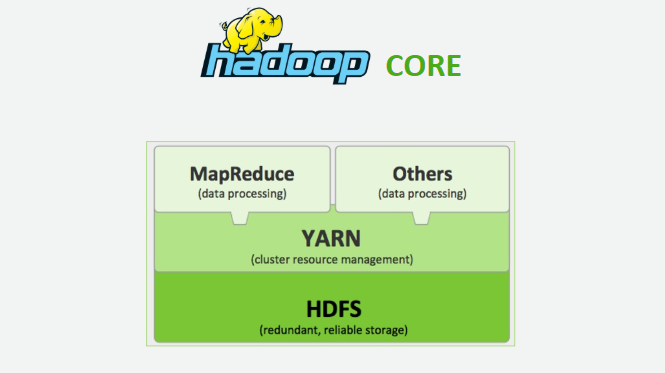 hadoop CORE
MapReduce
(data processing)
Others
(data processing)
YARN
(cluster resource management)
HDFS
(redundant, reliable storage)